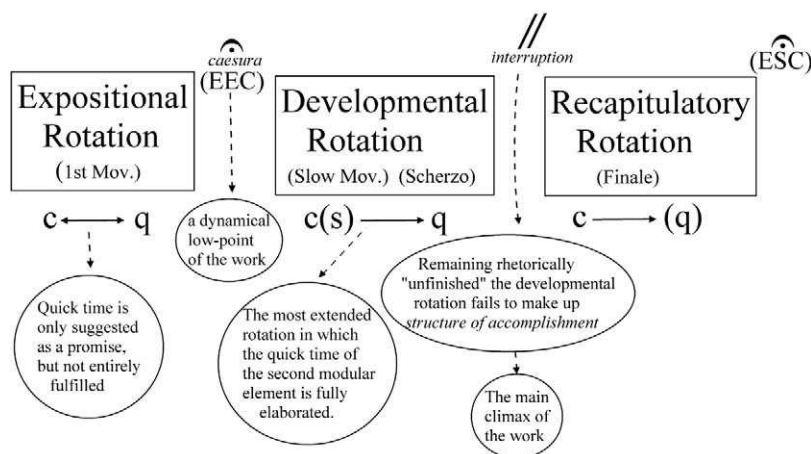 caesura
(EEC)
//
interruption
(ESC)
Expositional
Rotation
(1st Mov.)
Developmental
Rotation
(Slow Mov.) (Scherzo)
Recapitulatory
Rotation
(Finale)
c q
c(s) q
c (q)
a dynamical
low-point
of the work
Quick time is
only suggested
as a promise,
but not entirely
fulfilled
The most extended
rotation in which
the quick time of
the second modular
element is fully
elaborated.
Remaining rhetorically
"unfinished" the developmental
rotation fails to make up
structure of accomplishment
The main
climax of
the work